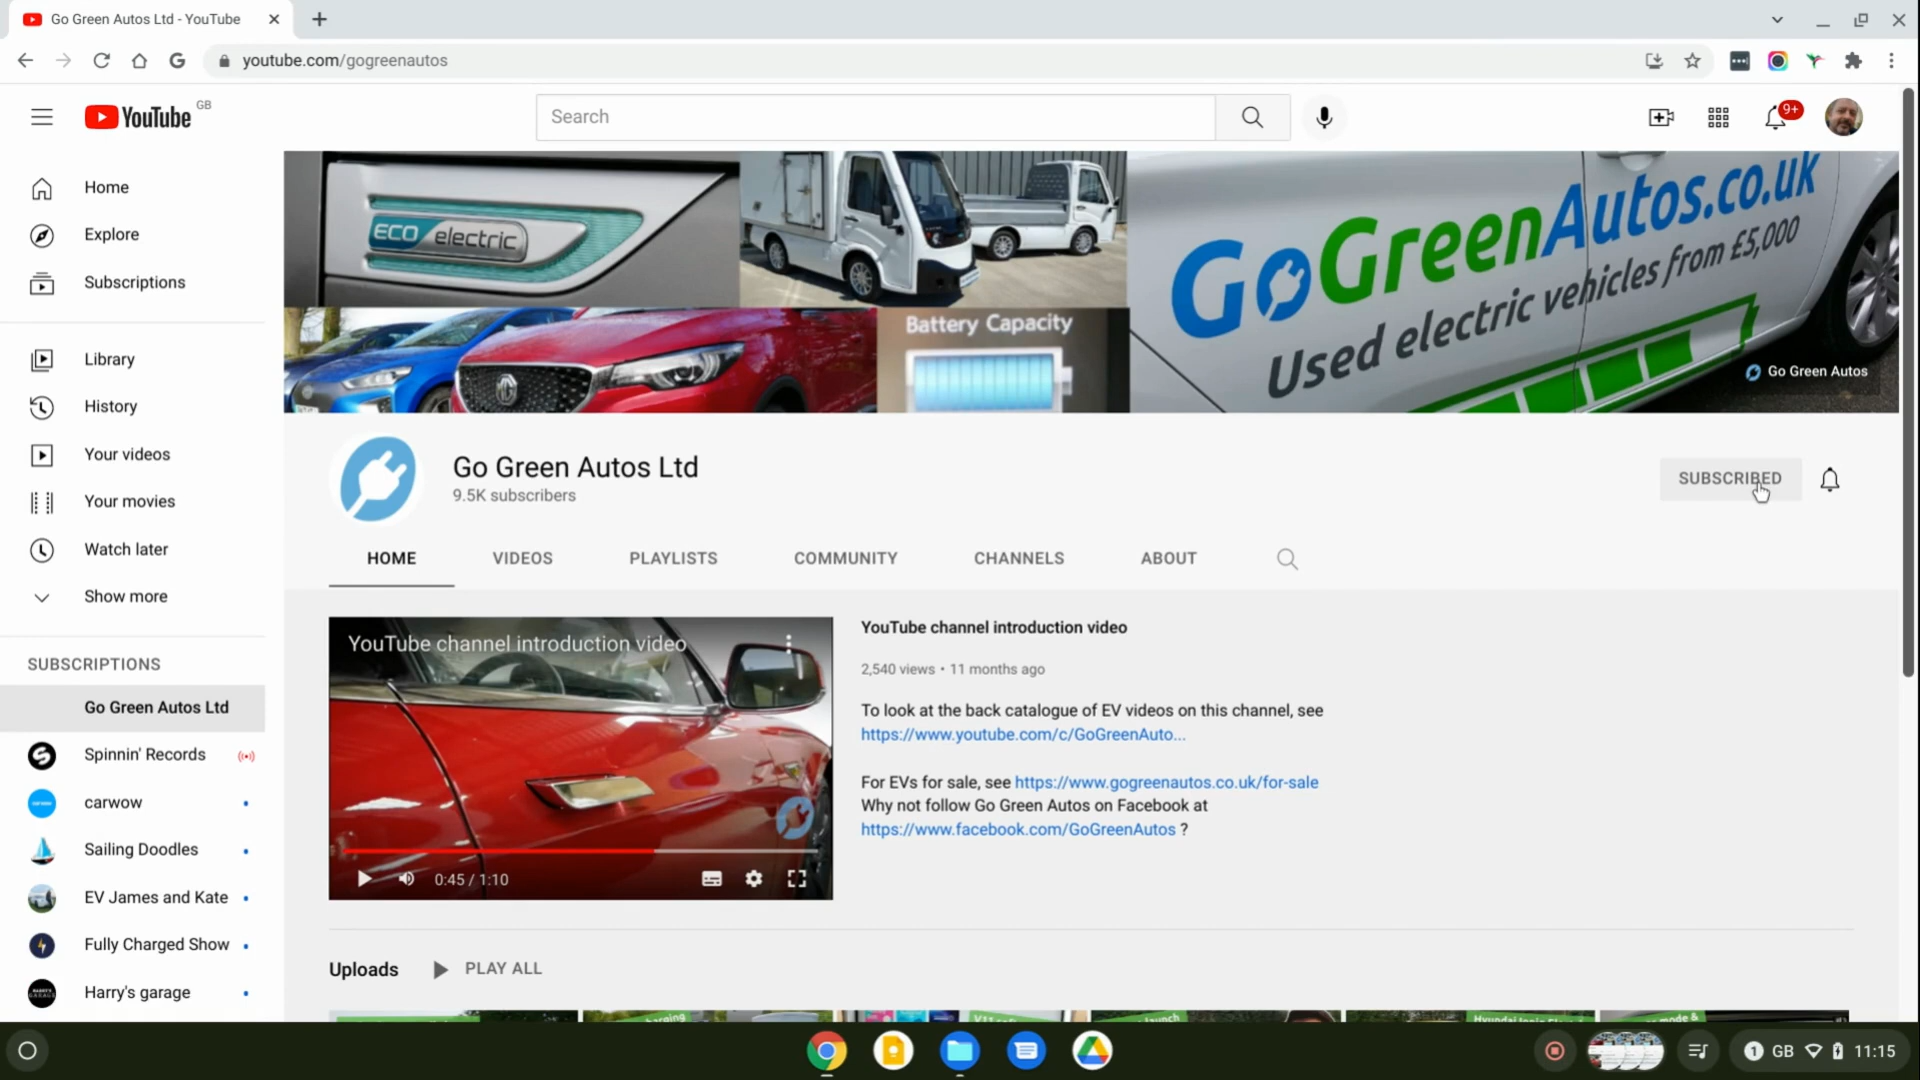 Go Green Autos Ltd - YouTube
youtube.com/gogreenautos
YouTube GB
Search
9+
Home
Explore
Subscriptions
Library
History
Your videos
Your movies
Watch later
Show more
SUBSCRIPTIONS
Go Green Autos Ltd
Spinnin' Records
carwow
Sailing Doodles
EV James and Kate
Fully Charged Show
Harry's garage
ECO electric
Battery Capacity
GoGreenAutos.co.uk
Used electric vehicles from £5,000
Go Green Autos
Go Green Autos Ltd
9.5K subscribers
SUBSCRIBED
HOME
VIDEOS
PLAYLISTS
COMMUNITY
CHANNELS
ABOUT
YouTube channel introduction video
0:45 / 1:10
YouTube channel introduction video
2,540 views • 11 months ago
To look at the back catalogue of EV videos on this channel, see
https://www.youtube.com/c/GoGreenAuto...
For EVs for sale, see https://www.gogreenautos.co.uk/for-sale
Why not follow Go Green Autos on Facebook at
https://www.facebook.com/GoGreenAutos ?
Uploads
PLAY ALL
1 GB 11:15